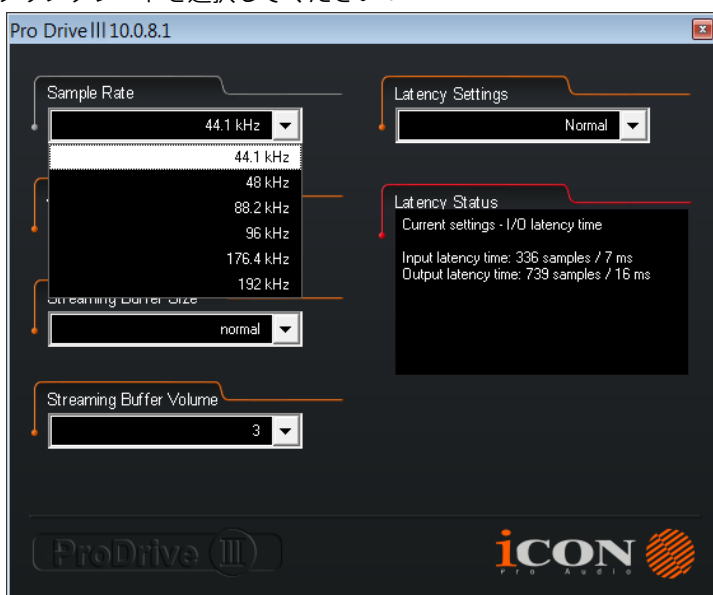 Pro Drive III 10.0.8.1
Sample Rate
44.1 kHz
44.1 kHz
48 kHz
88.2 kHz
96 kHz
176.4 kHz
192 kHz
Streaming Buffer Size
normal
Streaming Buffer Volume
3
Latency Settings
Normal
Latency Status
Current settings - I/O latency time
Input latency time: 336 samples / 7 ms
Output latency time: 739 samples / 16 ms
ProDrive III
iCON
Pro Audio